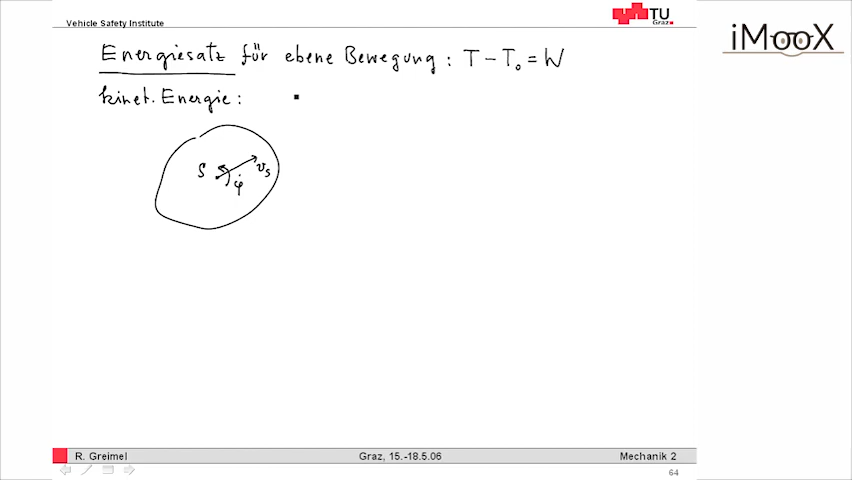 Vehicle Safety Institute
TU
Graz
iMooX
Energiesatz für ebene Bewegung : T - T₀ = W
kinet. Energie :
S
v_s
φ̇
R. Greimel
Graz, 15.-18.5.06
Mechanik 2
64